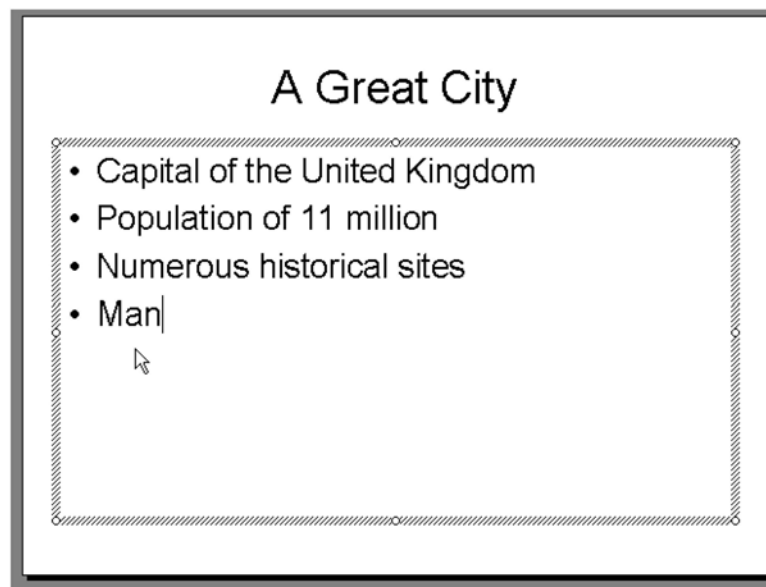 A Great City
• Capital of the United Kingdom
• Population of 11 million
• Numerous historical sites
• Man